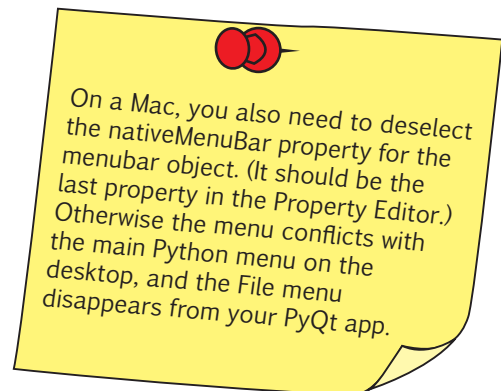 On a Mac, you also need to deselect
the nativeMenuBar property for the
menubar object. (It should be the
last property in the Property Editor.)
Otherwise the menu conflicts with
the main Python menu on the
desktop, and the File menu
disappears from your PyQt app.